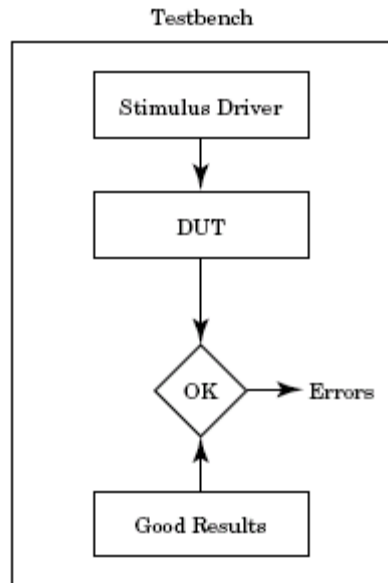 Testbench
Stimulus Driver
DUT
OK
Errors
Good Results